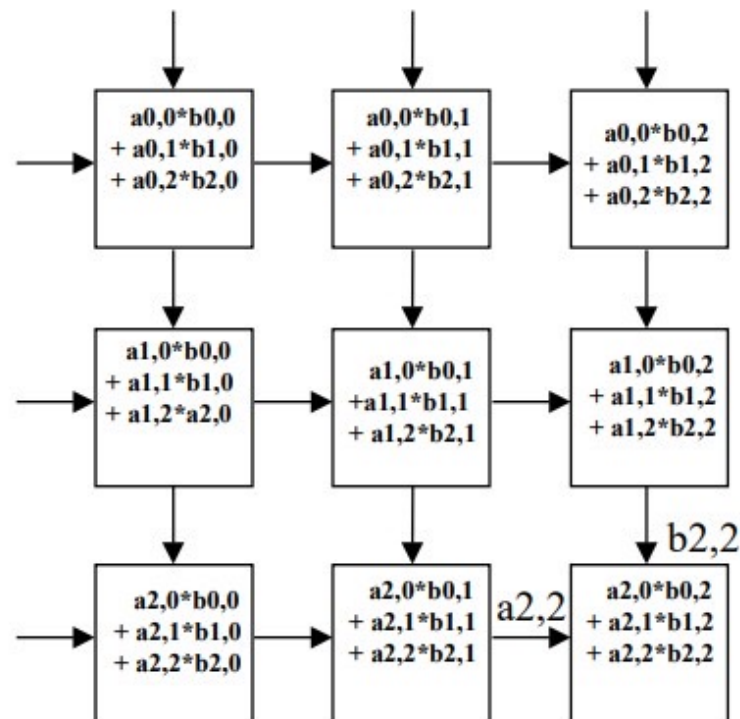 a0,0*b0,0
+ a0,1*b1,0
+ a0,2*b2,0
a0,0*b0,1
+ a0,1*b1,1
+ a0,2*b2,1
a0,0*b0,2
+ a0,1*b1,2
+ a0,2*b2,2
a1,0*b0,0
+ a1,1*b1,0
+ a1,2*a2,0
a1,0*b0,1
+a1,1*b1,1
+ a1,2*b2,1
a1,0*b0,2
+ a1,1*b1,2
+ a1,2*b2,2
b2,2
a2,0*b0,0
+ a2,1*b1,0
+ a2,2*b2,0
a2,0*b0,1
+ a2,1*b1,1
+ a2,2*b2,1
a2,2
a2,0*b0,2
+ a2,1*b1,2
+ a2,2*b2,2